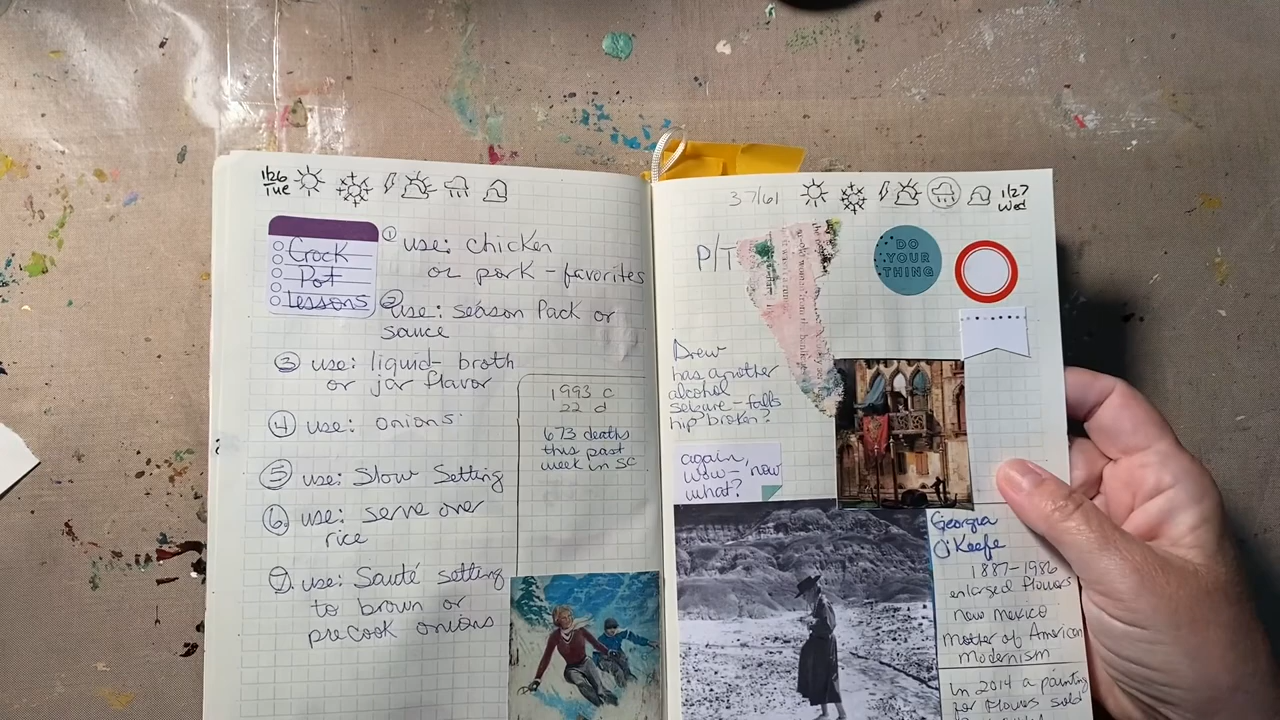 1/26
Tue
Crock
Pot
Lessons
① use: chicken
or pork - favorites
② use: season Pack or
sauce
③ use: liquid - broth
or jar flavor
④ use: onions
⑤ use: Slow Setting
⑥ use: serve over
rice
⑦ use: Sauté setting
to brown or
precook onions
1993 c
22 d
673 deaths
this past
week in SC
37/61
1/27
Wed
P/T
DO
YOUR
THING
Drew
has another
alcohol
seizure - falls
hip broken?
again,
wow - now
what?
Georgia
O'Keefe
1887-1986
enlarged flowers
new mexico
mother of American
Modernism
in 2014 a painting
for flowers sold